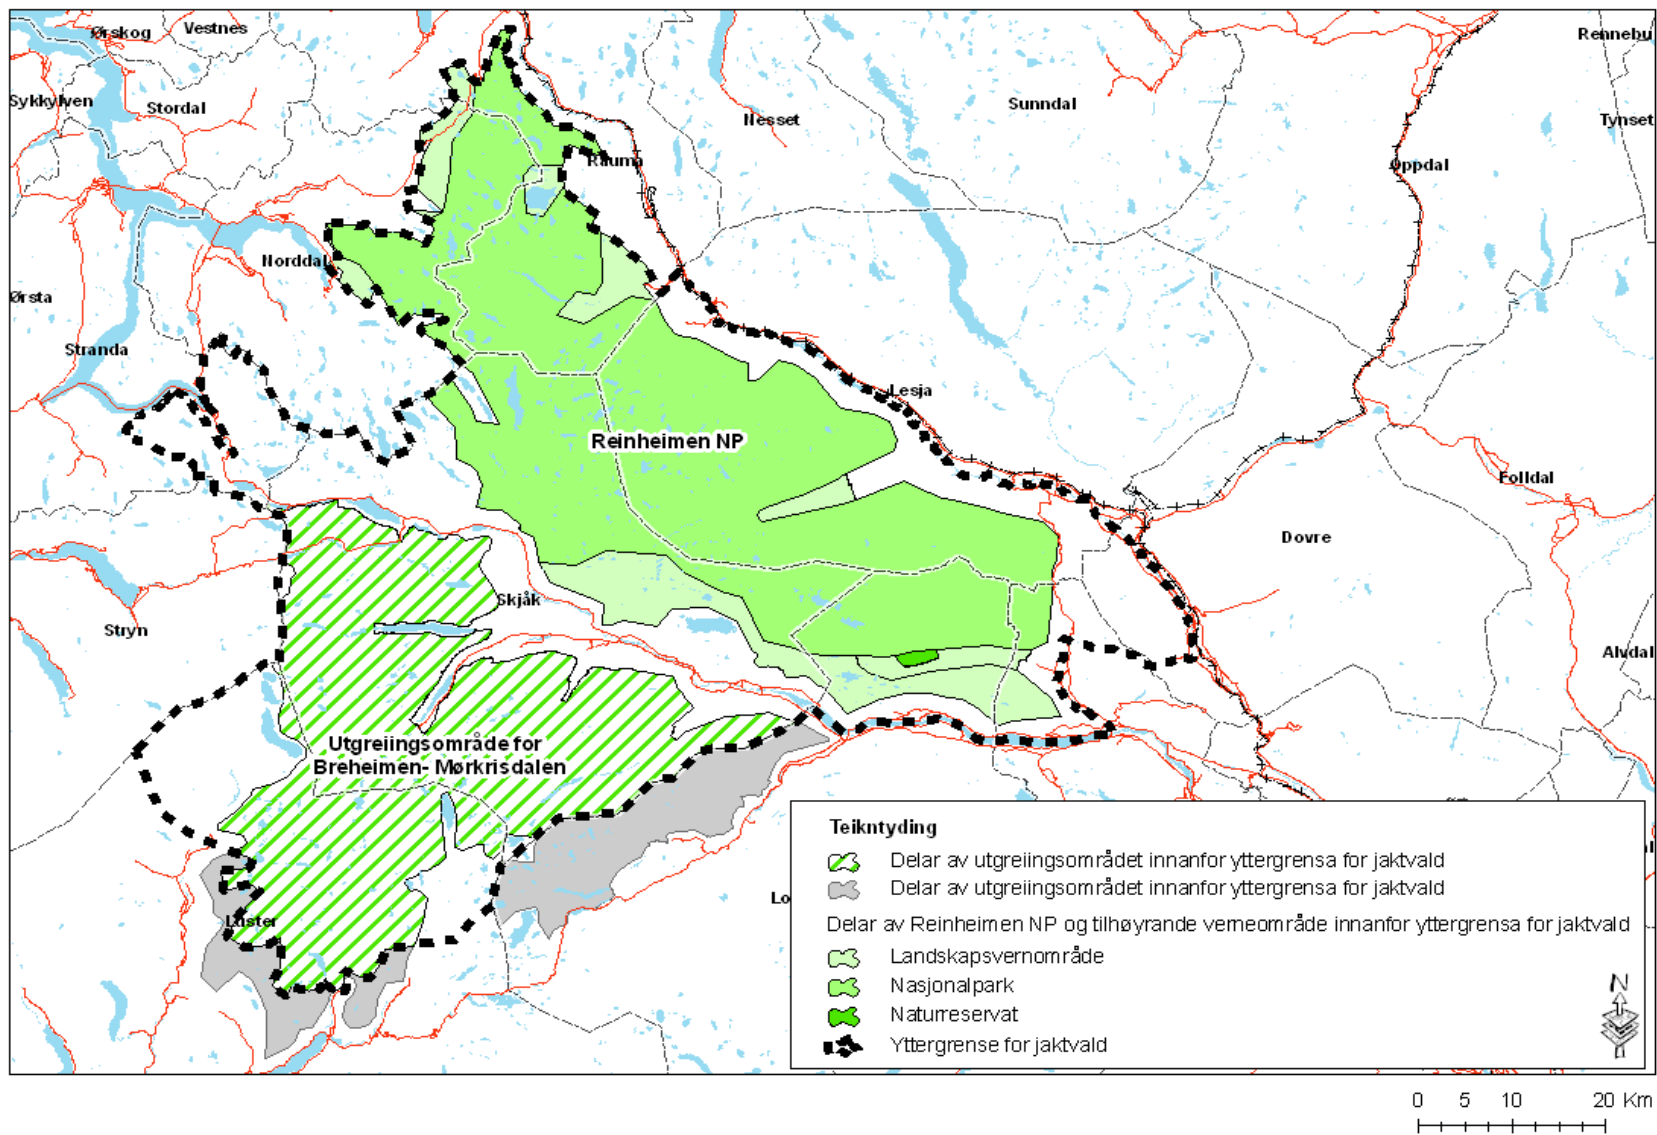 Ørskog
Vestnes
Rennebu
Sykkylven
Stordal
Sunndal
Nesset
Tynset
Rauma
Oppdal
Norddal
Ørsta
Stranda
Lesja
Reinheimen NP
Folldal
Dovre
Skjåk
Stryn
Alvdal
Utgreiingsområde for
Breheimen- Mørkrisdalen
Luster
Lo
Teikntyding
Delar av utgreiingsområdet innanfor yttergrensa for jaktvald
Delar av utgreiingsområdet innanfor yttergrensa for jaktvald
Delar av Reinheimen NP og tilhøyrande verneområde innanfor yttergrensa for jaktvald
Landskapsvernområde
Nasjonalpark
Naturreservat
Yttergrense for jaktvald
N
0 5 10 20 Km